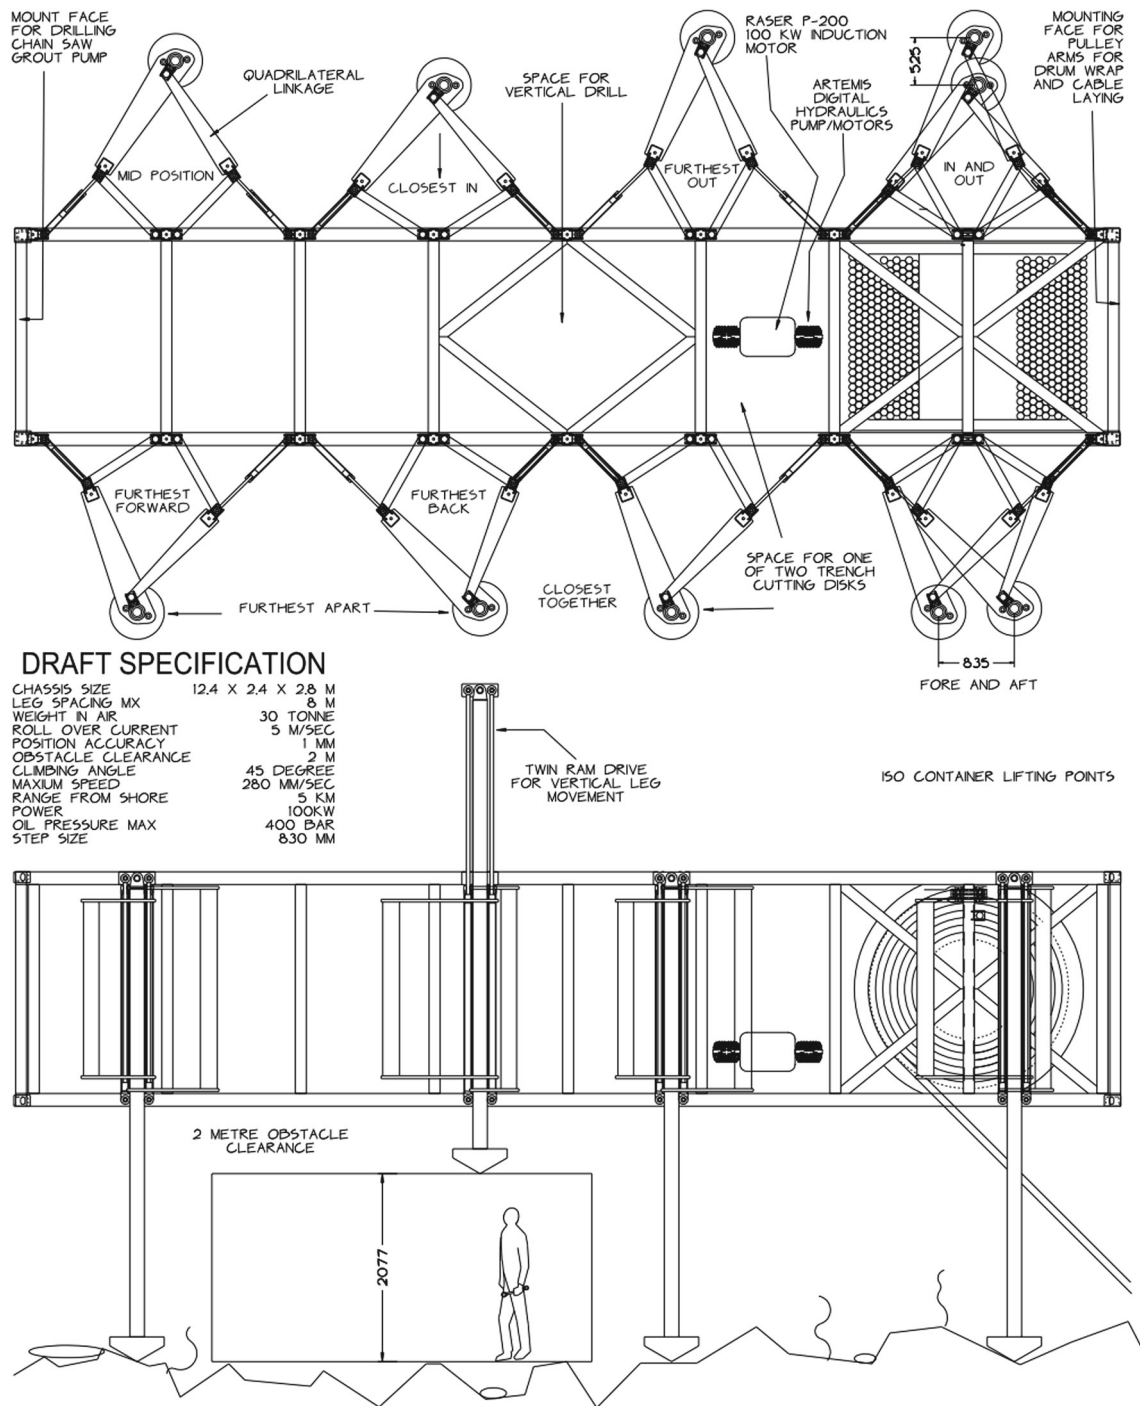 MOUNT FACE
FOR DRILLING
CHAIN SAW
GROUT PUMP
QUADRILATERAL
LINKAGE
SPACE FOR
VERTICAL DRILL
RASER P-200
100 KW INDUCTION
MOTOR
ARTEMIS
DIGITAL
HYDRAULICS
PUMP/MOTORS
525
MOUNTING
FACE FOR
PULLEY
ARMS FOR
DRUM WRAP
AND CABLE
LAYING
MID POSITION
CLOSEST IN
FURTHEST
OUT
IN AND
OUT
FURTHEST
FORWARD
FURTHEST
BACK
FURTHEST APART
CLOSEST
TOGETHER
SPACE FOR ONE
OF TWO TRENCH
CUTTING DISKS
835
FORE AND AFT
DRAFT SPECIFICATION
CHASSIS SIZE 12.4 X 2.4 X 2.8 M
LEG SPACING MX 8 M
WEIGHT IN AIR 30 TONNE
ROLL OVER CURRENT 5 M/SEC
POSITION ACCURACY 1 MM
OBSTACLE CLEARANCE 2 M
CLIMBING ANGLE 45 DEGREE
MAXIUM SPEED 280 MM/SEC
RANGE FROM SHORE 5 KM
POWER 100KW
OIL PRESSURE MAX 400 BAR
STEP SIZE 830 MM
TWIN RAM DRIVE
FOR VERTICAL LEG
MOVEMENT
ISO CONTAINER LIFTING POINTS
2 METRE OBSTACLE
CLEARANCE
2077